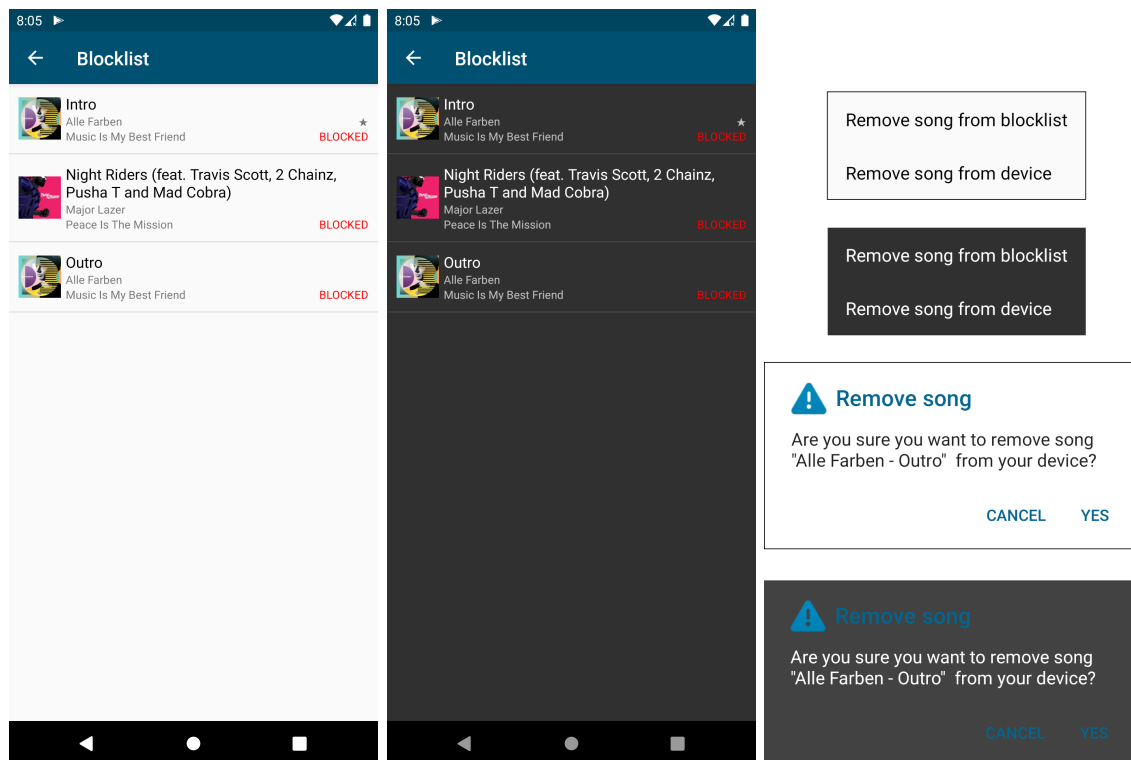 8:05
Blocklist
Intro
Alle Farben
★
Music Is My Best Friend
BLOCKED
Night Riders (feat. Travis Scott, 2 Chainz,
Pusha T and Mad Cobra)
Major Lazer
Peace Is The Mission
BLOCKED
Outro
Alle Farben
Music Is My Best Friend
BLOCKED
8:05
Blocklist
Intro
Alle Farben
★
Music Is My Best Friend
BLOCKED
Night Riders (feat. Travis Scott, 2 Chainz,
Pusha T and Mad Cobra)
Major Lazer
Peace Is The Mission
BLOCKED
Outro
Alle Farben
Music Is My Best Friend
BLOCKED
Remove song from blocklist
Remove song from device
Remove song from blocklist
Remove song from device
Remove song
Are you sure you want to remove song
"Alle Farben - Outro"  from your device?
CANCEL
YES
Remove song
Are you sure you want to remove song
"Alle Farben - Outro"  from your device?
CANCEL
YES